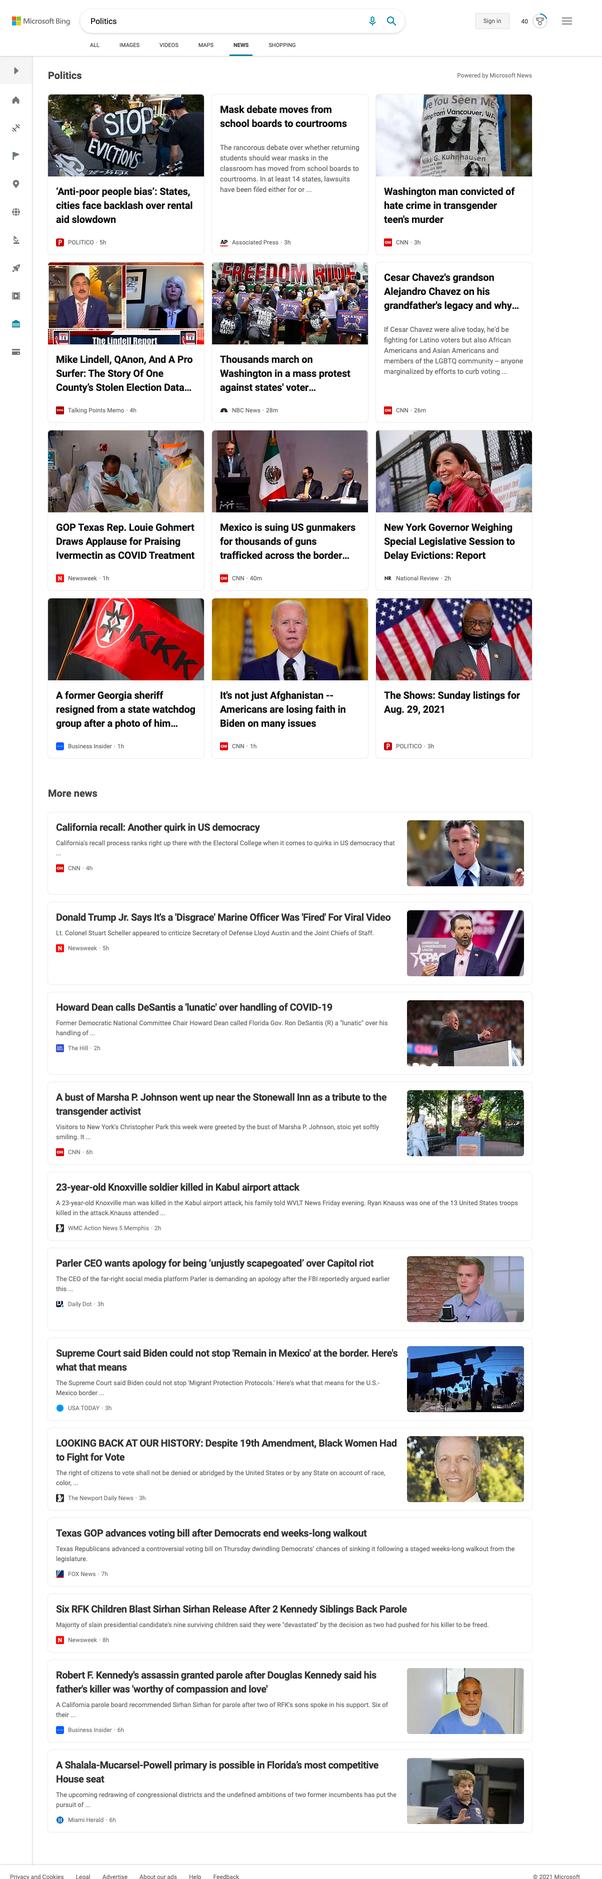 Microsoft Bing
Politics
Sign in
40
ALL IMAGES VIDEOS MAPS NEWS SHOPPING
Politics
Powered by Microsoft News
STOP
EVICTIONS
'Anti-poor people bias': States,
cities face backlash over rental
aid slowdown
POLITICO · 5h
Mask debate moves from
school boards to courtrooms
The rancorous debate over whether returning
students should wear masks in the
classroom has moved from school boards to
courtrooms. In at least 14 states, lawsuits
have been filed either for or ...
AP Associated Press · 3h
Washington man convicted of
hate crime in transgender
teen's murder
CNN · 3h
The Lindell Report
Mike Lindell, QAnon, And A Pro
Surfer: The Story Of One
County's Stolen Election Data...
Talking Points Memo · 4h
FREEDOM RIDE
Thousands march on
Washington in a mass protest
against states' voter...
NBC News · 28m
Cesar Chavez's grandson
Alejandro Chavez on his
grandfather's legacy and why...
If Cesar Chavez were alive today, he'd be
fighting for Latino voters but also African
Americans and Asian Americans and
members of the LGBTQ community -- anyone
marginalized by efforts to curb voting ...
CNN · 26m
GOP Texas Rep. Louie Gohmert
Draws Applause for Praising
Ivermectin as COVID Treatment
N Newsweek · 1h
Mexico is suing US gunmakers
for thousands of guns
trafficked across the border...
CNN · 40m
New York Governor Weighing
Special Legislative Session to
Delay Evictions: Report
NR National Review · 2h
KKK
A former Georgia sheriff
resigned from a state watchdog
group after a photo of him...
Business Insider · 1h
It's not just Afghanistan --
Americans are losing faith in
Biden on many issues
CNN · 1h
The Shows: Sunday listings for
Aug. 29, 2021
POLITICO · 3h
More news
California recall: Another quirk in US democracy
California's recall process ranks right up there with the Electoral College when it comes to quirks in US democracy that
...
CNN · 4h
Donald Trump Jr. Says It's a 'Disgrace' Marine Officer Was 'Fired' For Viral Video
Lt. Colonel Stuart Scheller appeared to criticize Secretary of Defense Lloyd Austin and the Joint Chiefs of Staff.
N Newsweek · 5h
CPAC
Howard Dean calls DeSantis a 'lunatic' over handling of COVID-19
Former Democratic National Committee Chair Howard Dean called Florida Gov. Ron DeSantis (R) a "lunatic" over his
handling of ...
The Hill · 2h
A bust of Marsha P. Johnson went up near the Stonewall Inn as a tribute to the
transgender activist
Visitors to New York's Christopher Park this week were greeted by the bust of Marsha P. Johnson, stoic yet softly
smiling. It ...
CNN · 6h
23-year-old Knoxville soldier killed in Kabul airport attack
A 23-year-old Knoxville man was killed in the Kabul airport attack, his family told WVLT News Friday evening. Ryan Knauss was one of the 13 United States troops
killed in the attack.Knauss attended ...
WMC Action News 5 Memphis · 2h
Parler CEO wants apology for being 'unjustly scapegoated' over Capitol riot
The CEO of the far-right social media platform Parler is demanding an apology after the FBI reportedly argued earlier
this ...
Daily Dot · 3h
Supreme Court said Biden could not stop 'Remain in Mexico' at the border. Here's
what that means
The Supreme Court said Biden could not stop 'Migrant Protection Protocols.' Here's what that means for the U.S.-
Mexico border ...
USA TODAY · 3h
LOOKING BACK AT OUR HISTORY: Despite 19th Amendment, Black Women Had
to Fight for Vote
The right of citizens to vote shall not be denied or abridged by the United States or by any State on account of race,
color, ...
The Newport Daily News · 3h
Texas GOP advances voting bill after Democrats end weeks-long walkout
Texas Republicans advanced a controversial voting bill on Thursday dwindling Democrats' chances of sinking it following a staged weeks-long walkout from the
legislature.
FOX News · 7h
Six RFK Children Blast Sirhan Sirhan Release After 2 Kennedy Siblings Back Parole
Majority of slain presidential candidate's nine surviving children said they were "devastated" by the decision as two had pushed for his killer to be freed.
N Newsweek · 8h
Robert F. Kennedy's assassin granted parole after Douglas Kennedy said his
father's killer was 'worthy of compassion and love'
A California parole board recommended Sirhan Sirhan for parole after two of RFK's sons spoke in his support. Six of
their ...
Business Insider · 6h
A Shalala-Mucarsel-Powell primary is possible in Florida's most competitive
House seat
The upcoming redrawing of congressional districts and the undefined ambitions of two former incumbents has put the
pursuit of ...
Miami Herald · 6h
Privacy and Cookies Legal Advertise About our ads Help Feedback
© 2021 Microsoft